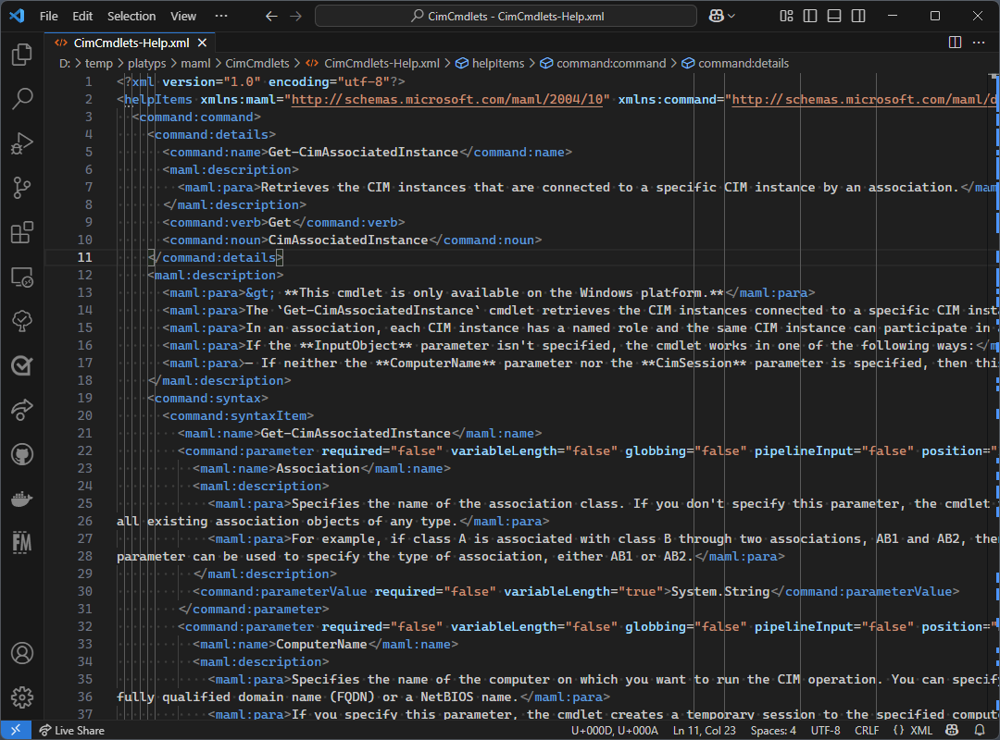 File Edit Selection View ··· CimCmdlets - CimCmdlets-Help.xml
CimCmdlets-Help.xml
D: > temp > platyps > maml > CimCmdlets > CimCmdlets-Help.xml > helpItems > command:command > command:details
1 <?xml version="1.0" encoding="utf-8"?>
2 <helpItems xmlns:maml="http://schemas.microsoft.com/maml/2004/10" xmlns:command="http://schemas.microsoft.com/maml/d
3 <command:command>
4 <command:details>
5 <command:name>Get-CimAssociatedInstance</command:name>
6 <maml:description>
7 <maml:para>Retrieves the CIM instances that are connected to a specific CIM instance by an association.</mam
8 </maml:description>
9 <command:verb>Get</command:verb>
10 <command:noun>CimAssociatedInstance</command:noun>
11 </command:details>
12 <maml:description>
13 <maml:para>&gt; **This cmdlet is only available on the Windows platform.**</maml:para>
14 <maml:para>The `Get-CimAssociatedInstance` cmdlet retrieves the CIM instances connected to a specific CIM inst
15 <maml:para>In an association, each CIM instance has a named role and the same CIM instance can participate in
16 <maml:para>If the **InputObject** parameter isn't specified, the cmdlet works in one of the following ways:</m
17 <maml:para>- If neither the **ComputerName** parameter nor the **CimSession** parameter is specified, then thi
18 </maml:description>
19 <command:syntax>
20 <command:syntaxItem>
21 <maml:name>Get-CimAssociatedInstance</maml:name>
22 <command:parameter required="false" variableLength="false" globbing="false" pipelineInput="false" position="
23 <maml:name>Association</maml:name>
24 <maml:description>
25 <maml:para>Specifies the name of the association class. If you don't specify this parameter, the cmdlet
26 all existing association objects of any type.</maml:para>
27 <maml:para>For example, if class A is associated with class B through two associations, AB1 and AB2, the
28 parameter can be used to specify the type of association, either AB1 or AB2.</maml:para>
29 </maml:description>
30 <command:parameterValue required="false" variableLength="true">System.String</command:parameterValue>
31 </command:parameter>
32 <command:parameter required="false" variableLength="false" globbing="false" pipelineInput="false" position="
33 <maml:name>ComputerName</maml:name>
34 <maml:description>
35 <maml:para>Specifies the name of the computer on which you want to run the CIM operation. You can specif
36 fully qualified domain name (FQDN) or a NetBIOS name.</maml:para>
37 <maml:para>If you specify this parameter, the cmdlet creates a temporary session to the specified comput
FM
Live Share U+000D, U+000A Ln 11, Col 23 Spaces: 4 UTF-8 CRLF {} XML